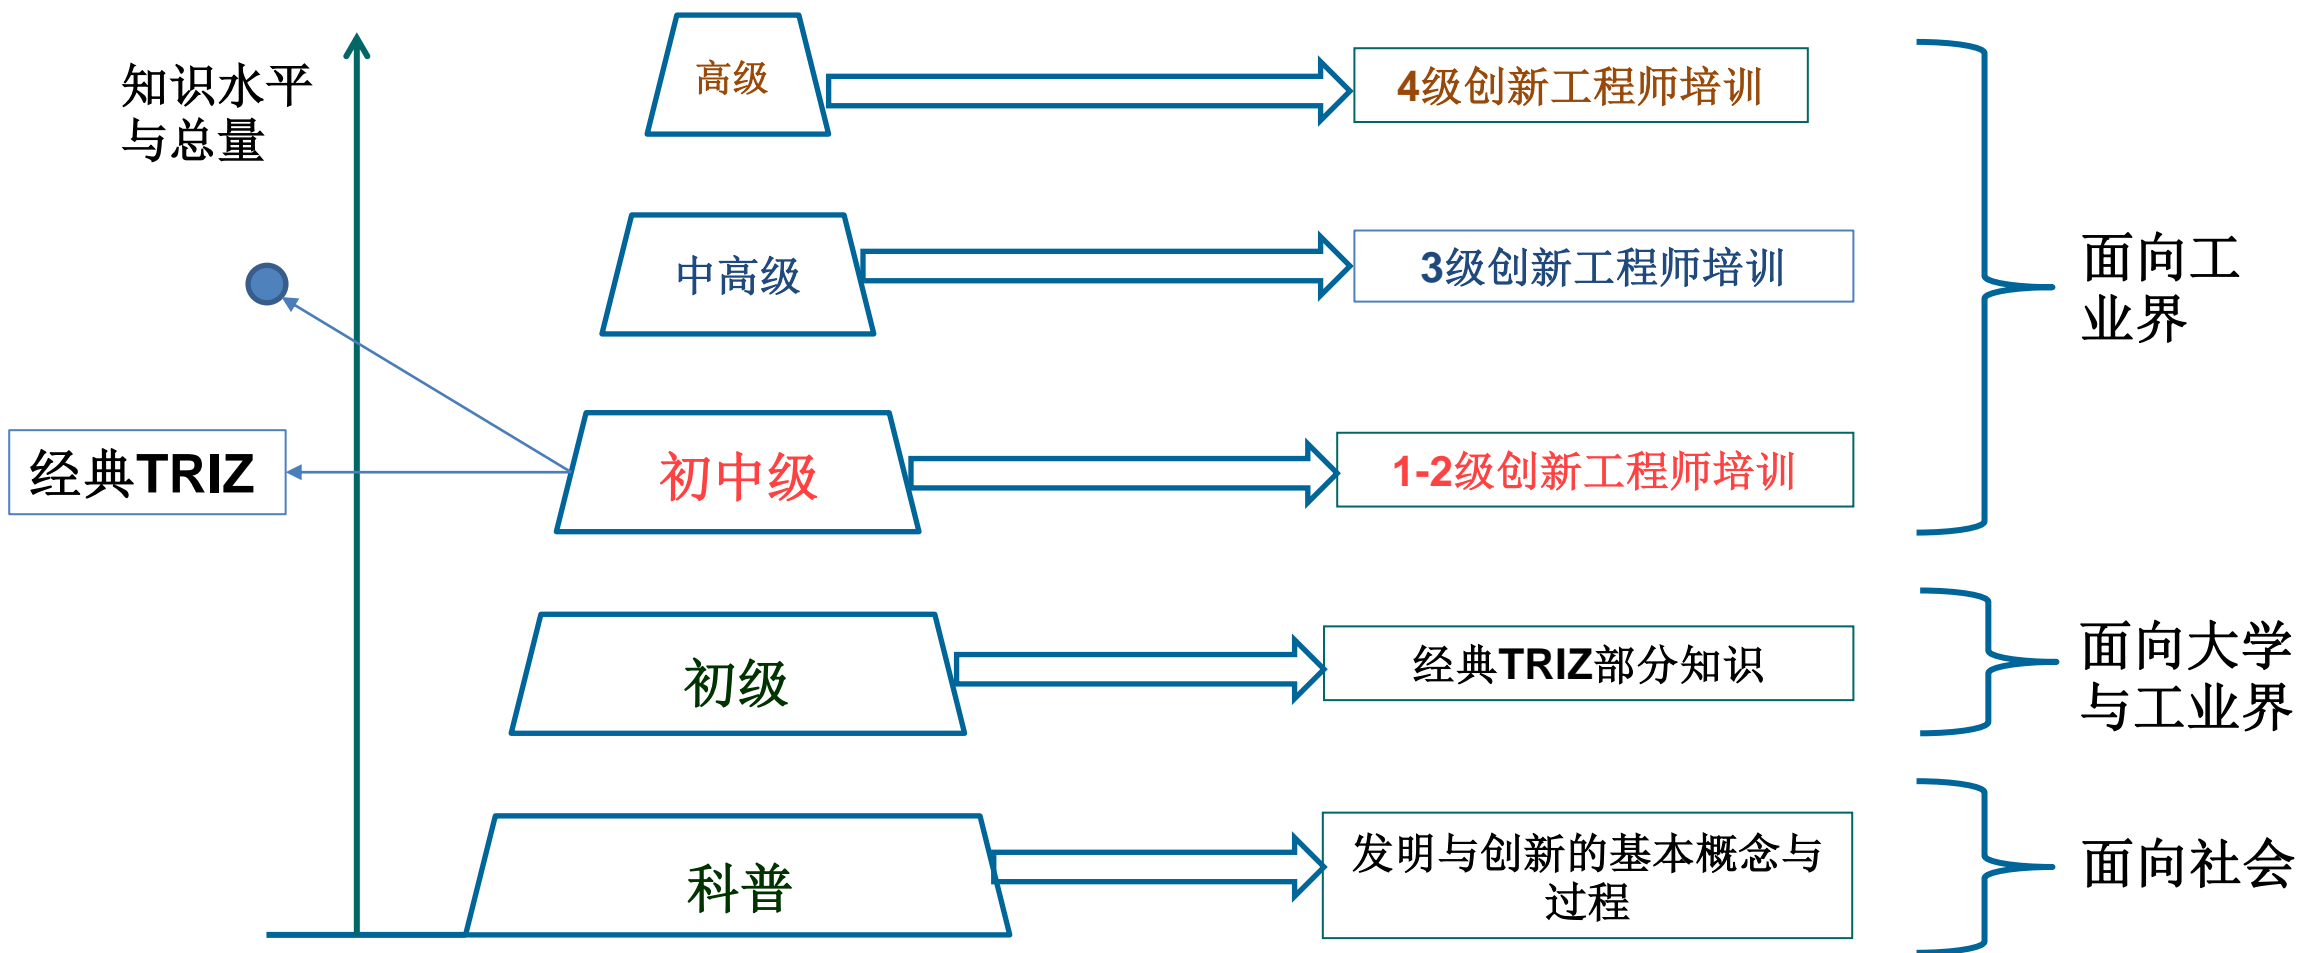 知识水平
与总量
高级
4级创新工程师培训
中高级
3级创新工程师培训
面向工
业界
经典TRIZ
初中级
1-2级创新工程师培训
初级
经典TRIZ部分知识
面向大学
与工业界
科普
发明与创新的基本概念与
过程
面向社会